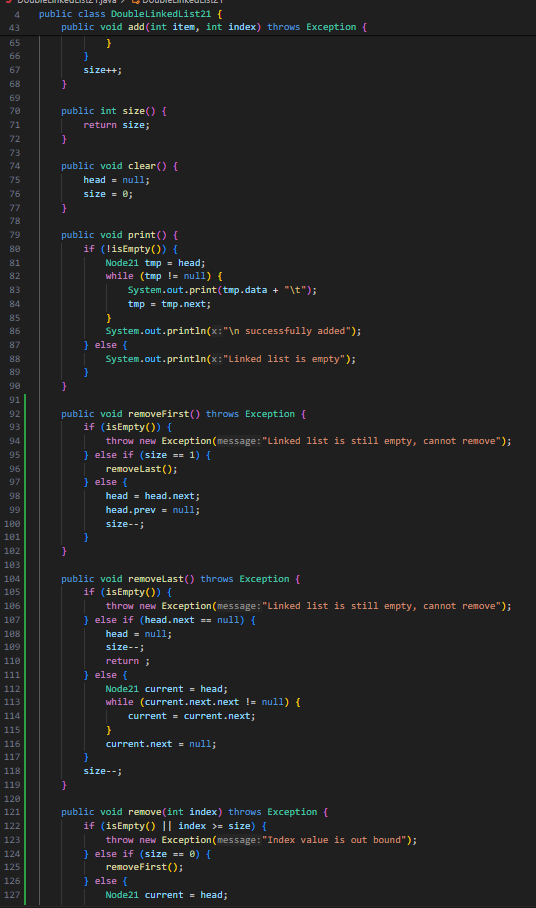 DoubleLinkedList21.java > DoubleLinkedList21
4 public class DoubleLinkedList21 {
43 public void add(int item, int index) throws Exception {
65 }
66 }
67 size++;
68 }
69
70 public int size() {
71 return size;
72 }
73
74 public void clear() {
75 head = null;
76 size = 0;
77 }
78
79 public void print() {
80 if (!isEmpty()) {
81 Node21 tmp = head;
82 while (tmp != null) {
83 System.out.print(tmp.data + "\t");
84 tmp = tmp.next;
85 }
86 System.out.println(x:"\n successfully added");
87 } else {
88 System.out.println(x:"Linked list is empty");
89 }
90 }
91
92 public void removeFirst() throws Exception {
93 if (isEmpty()) {
94 throw new Exception(message:"Linked list is still empty, cannot remove");
95 } else if (size == 1) {
96 removeLast();
97 } else {
98 head = head.next;
99 head.prev = null;
100 size--;
101 }
102 }
103
104 public void removeLast() throws Exception {
105 if (isEmpty()) {
106 throw new Exception(message:"Linked list is still empty, cannot remove");
107 } else if (head.next == null) {
108 head = null;
109 size--;
110 return ;
111 } else {
112 Node21 current = head;
113 while (current.next.next != null) {
114 current = current.next;
115 }
116 current.next = null;
117 }
118 size--;
119 }
120
121 public void remove(int index) throws Exception {
122 if (isEmpty() || index >= size) {
123 throw new Exception(message:"Index value is out bound");
124 } else if (size == 0) {
125 removeFirst();
126 } else {
127 Node21 current = head;